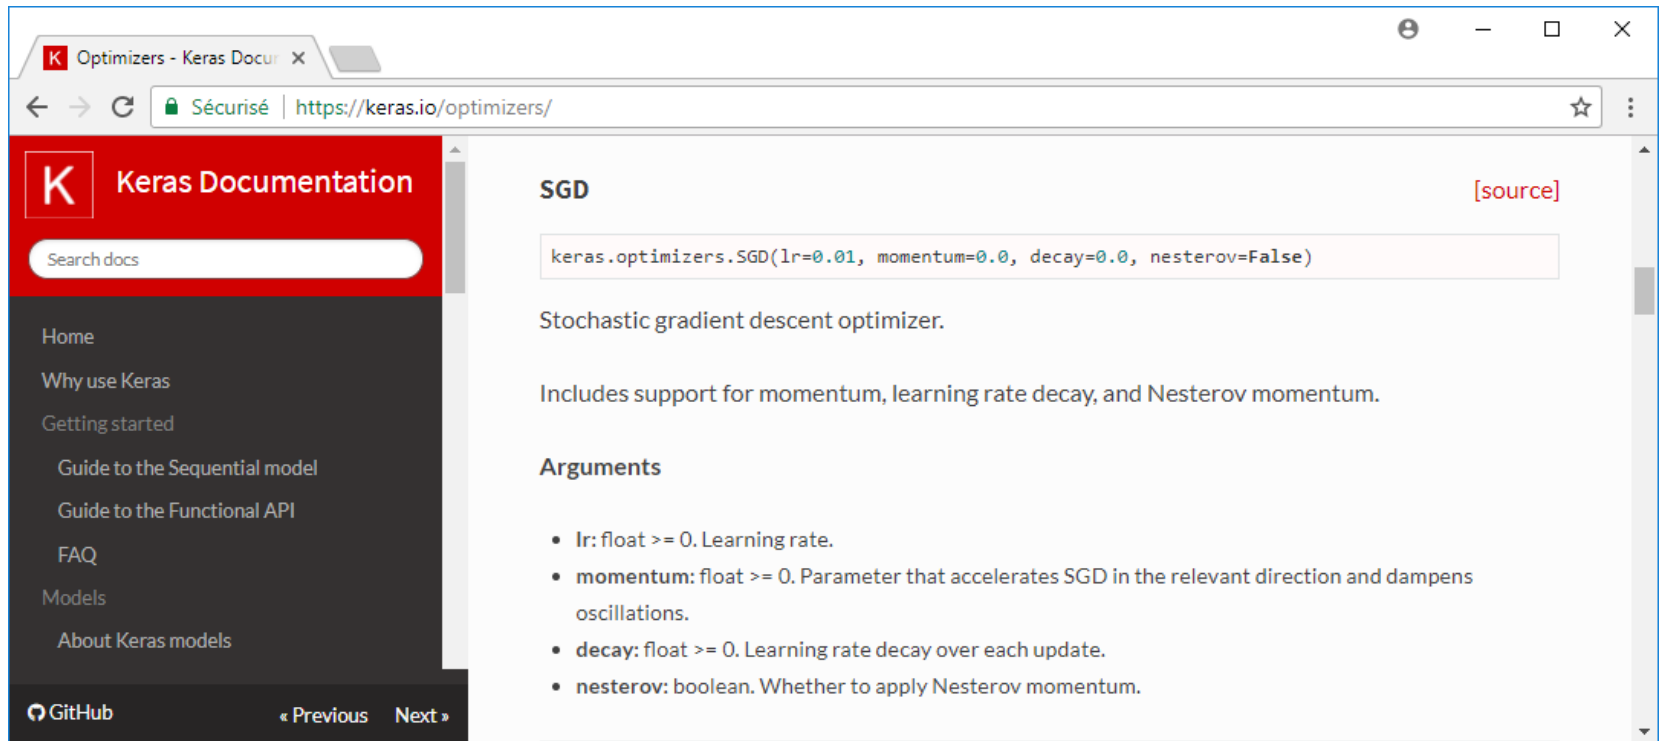 K Optimizers - Keras Docu
Sécurisé https://keras.io/optimizers/
K Keras Documentation
Search docs
Home
Why use Keras
Getting started
Guide to the Sequential model
Guide to the Functional API
FAQ
Models
About Keras models
GitHub « Previous Next »
SGD [source]
keras.optimizers.SGD(lr=0.01, momentum=0.0, decay=0.0, nesterov=False)
Stochastic gradient descent optimizer.
Includes support for momentum, learning rate decay, and Nesterov momentum.
Arguments
• lr: float >= 0. Learning rate.
• momentum: float >= 0. Parameter that accelerates SGD in the relevant direction and dampens
oscillations.
• decay: float >= 0. Learning rate decay over each update.
• nesterov: boolean. Whether to apply Nesterov momentum.